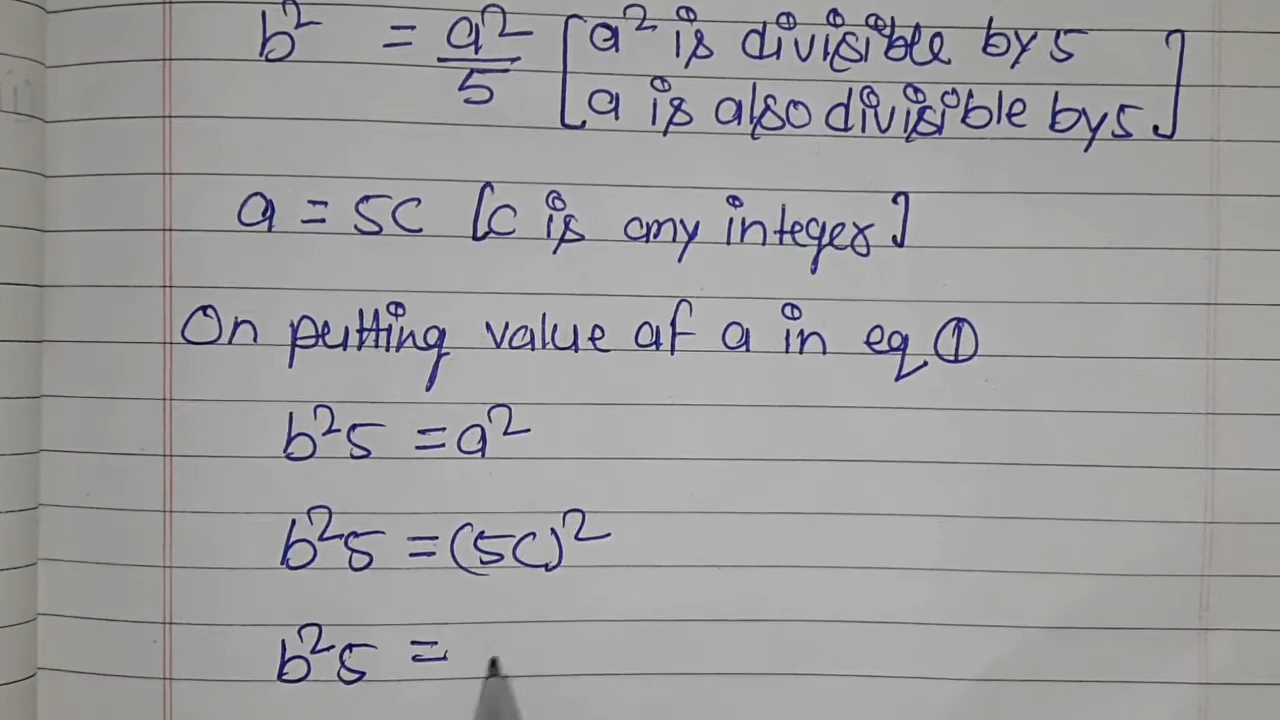 b² = a²/5 [a² is divisible by 5
a is also divisible by 5]
a = 5c [c is any integer]
On putting value of a in eq ①
b²5 = a²
b²5 = (5c)²
b²5 =